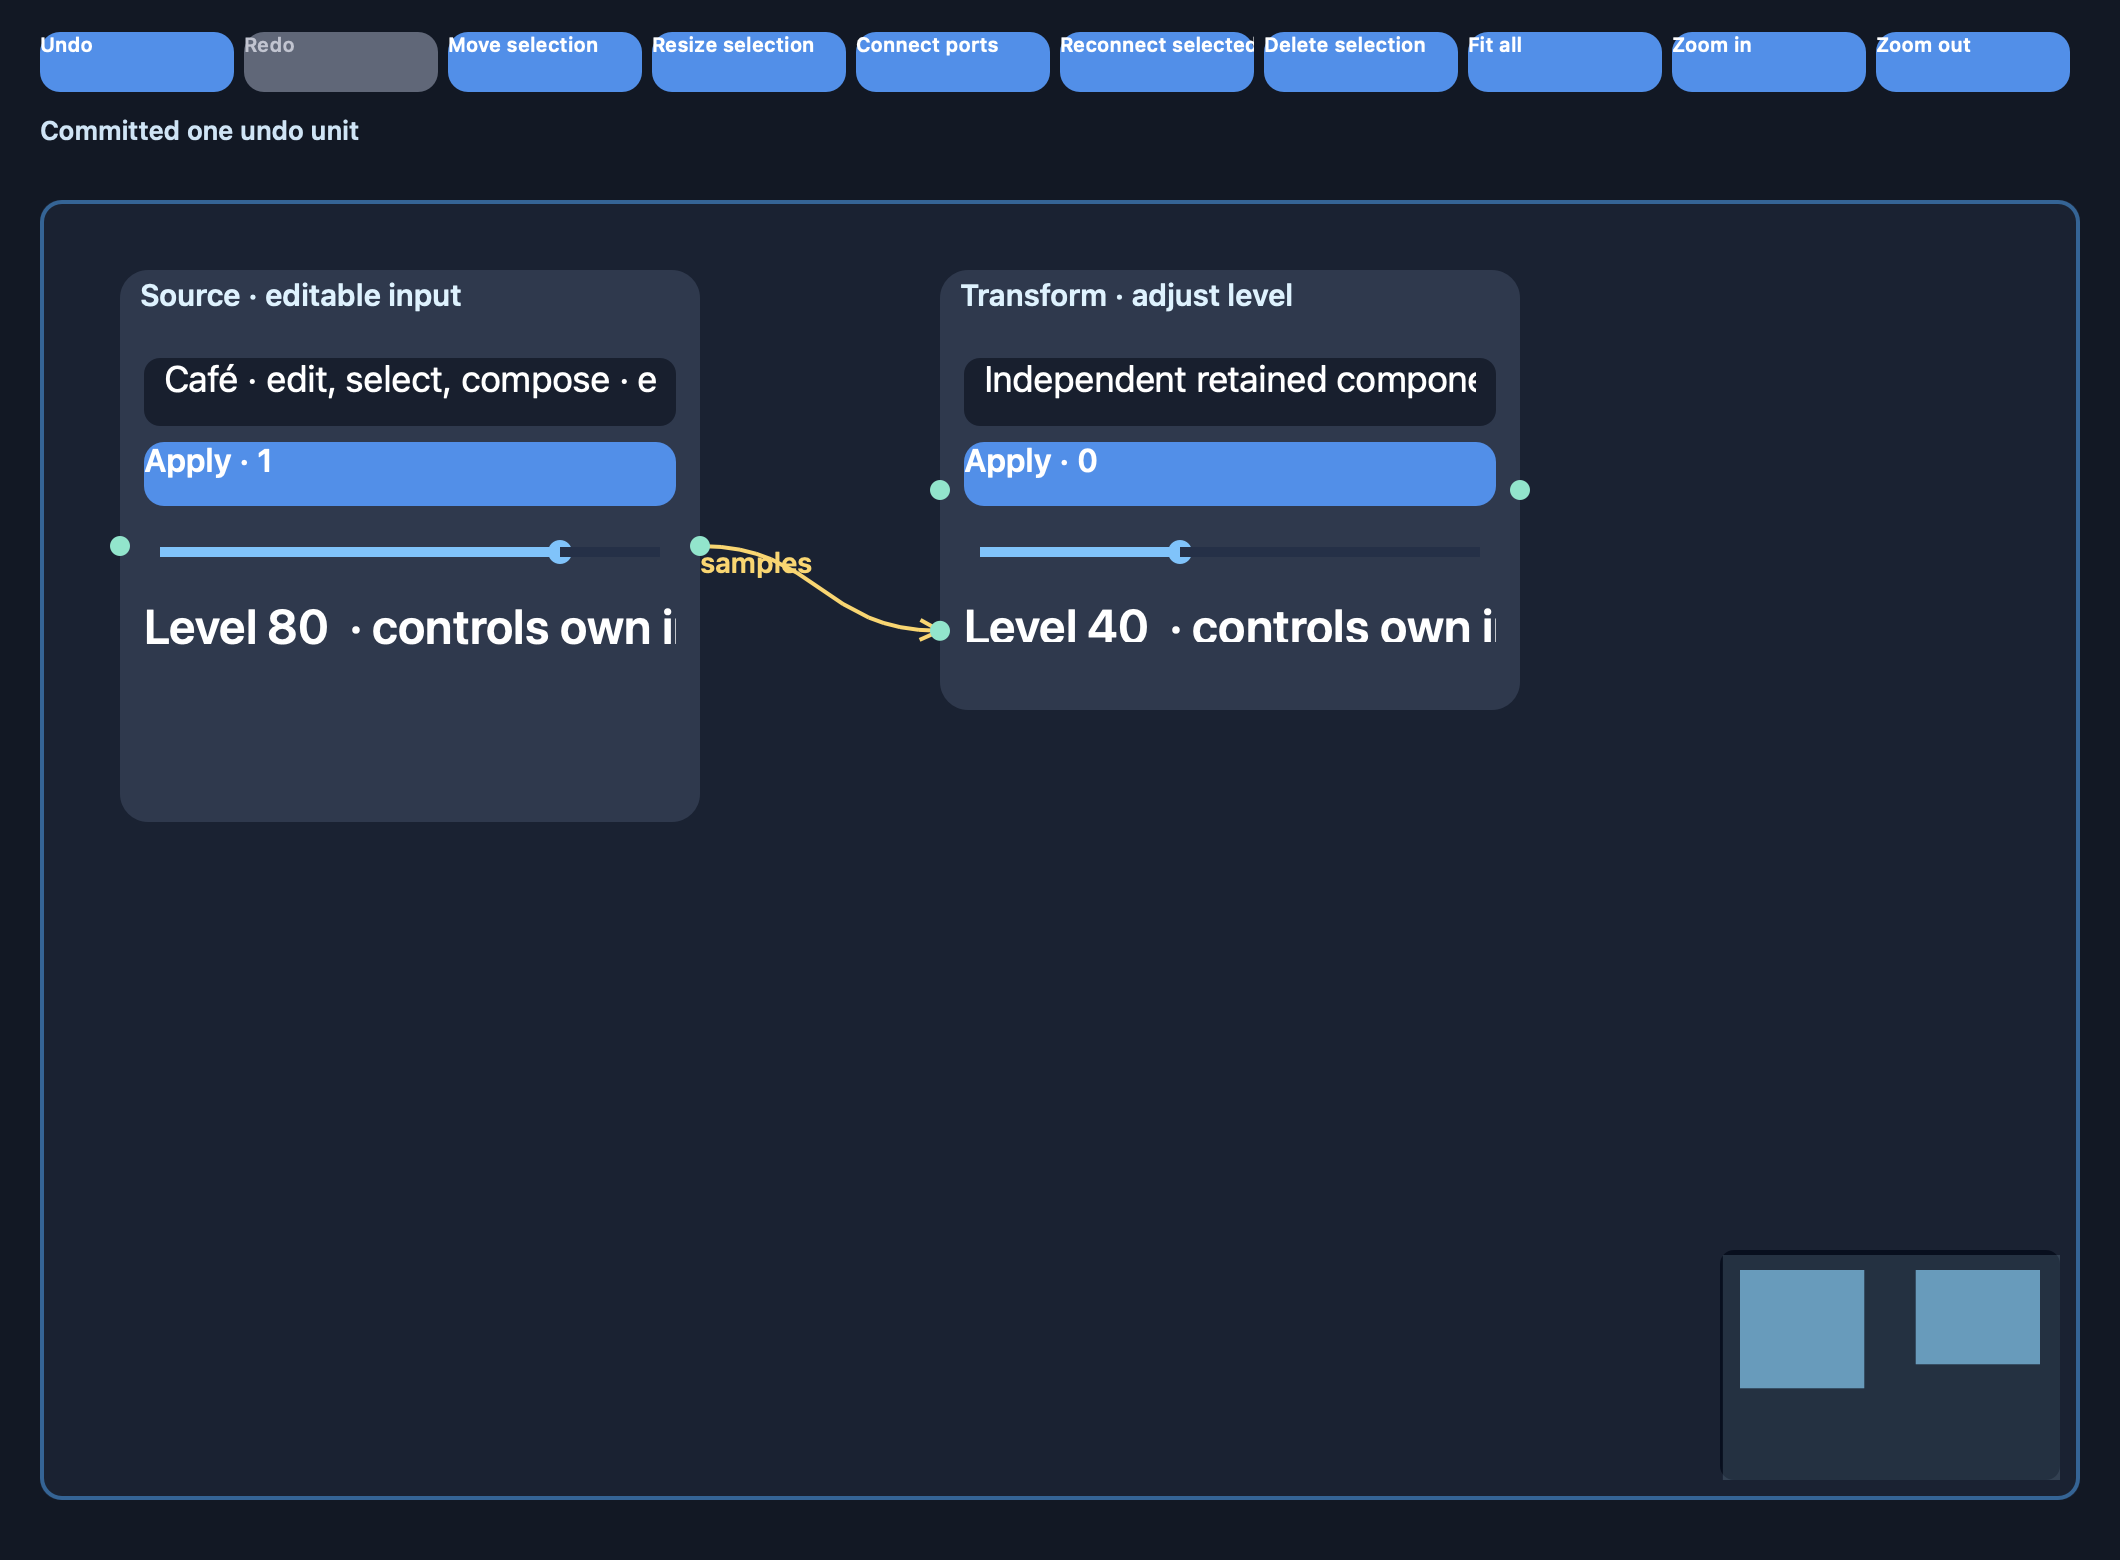 Undo
Redo
Move selection
Resize selection
Connect ports
Reconnect selected
Delete selection
Fit all
Zoom in
Zoom out
Committed one undo unit
Source · editable input
Café · edit, select, compose · e
Apply · 1
Level 80 · controls own
samples
Transform · adjust level
Independent retained compone
Apply · 0
Level 40 · controls own